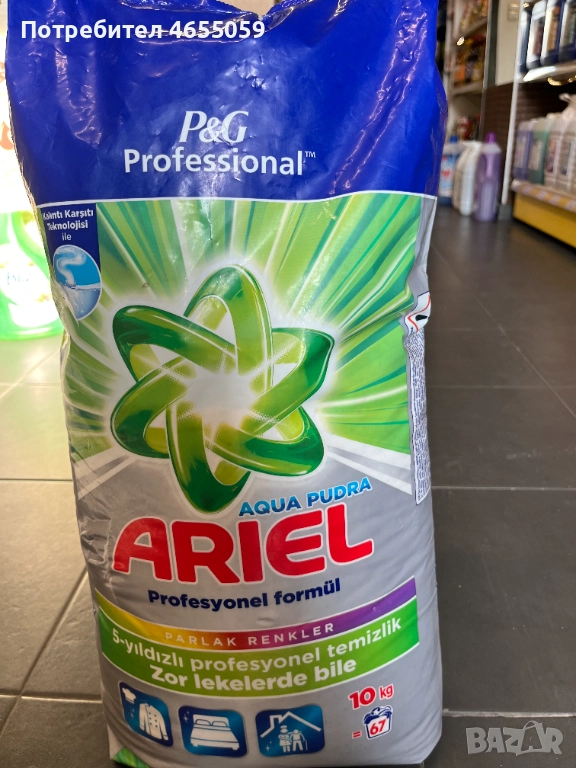 Потребител 4655059
P&G
Professional™
Kalıntı Karşıtı
Teknolojisi
ile
AQUA PUDRA
ARIEL
Profesyonel formül
PARLAK RENKLER
5-yıldızlı profesyonel temizlik
Zor lekelerde bile
10 kg
= 67
BAZAR